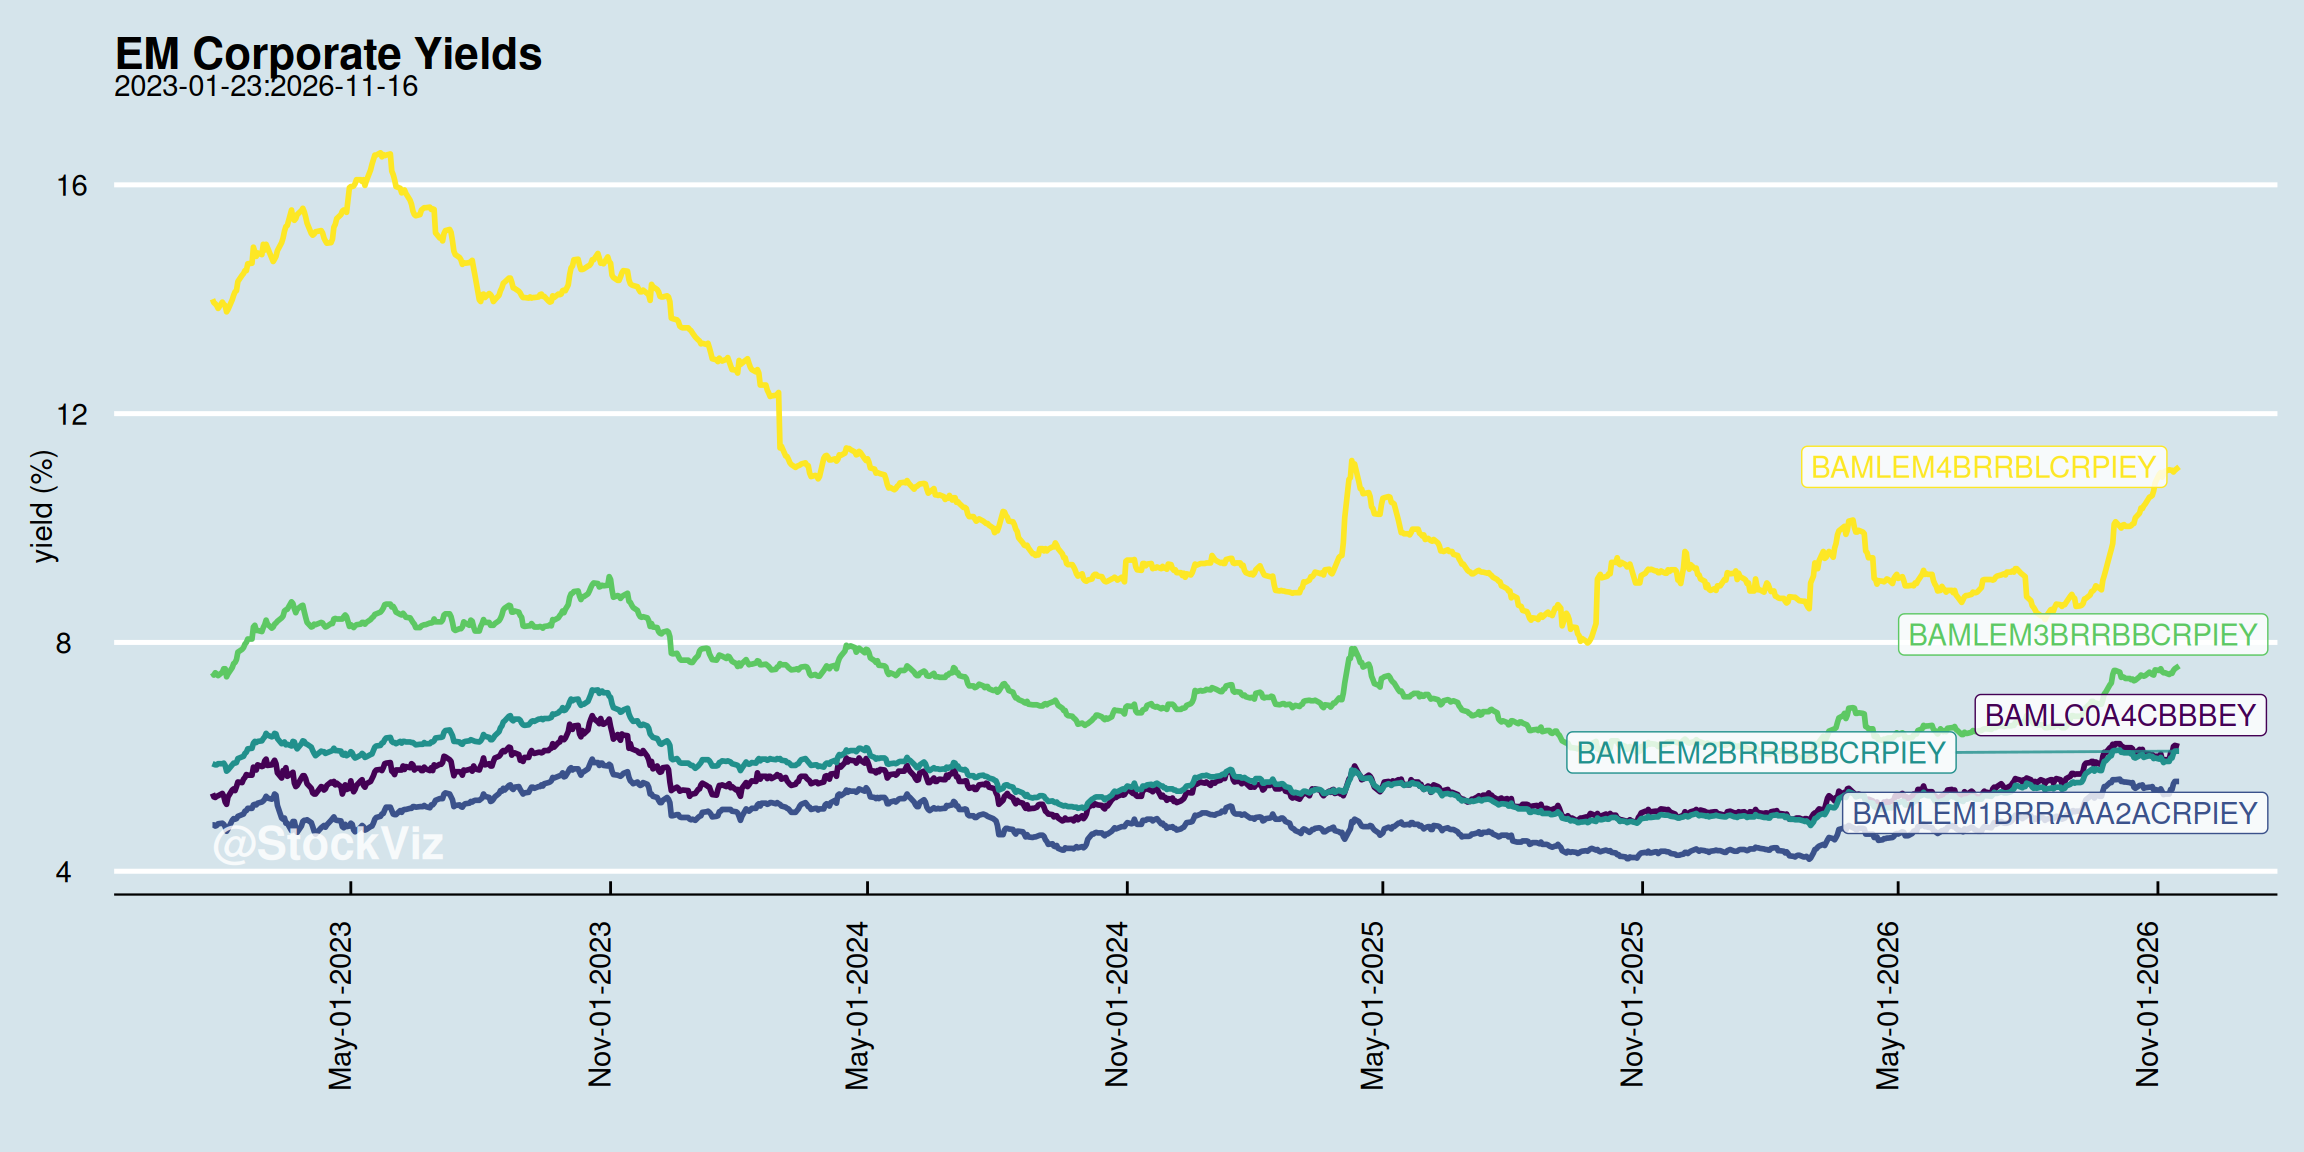 EM Corporate Yields
2023-01-23:2026-11-16
16
12
8
4
yield (%)
BAMLEM4BRRBLCRPIEY
BAMLEM3BRRBBCRPIEY
BAMLC0A4CBBBEY
BAMLEM2BRRBBBCRPIEY
BAMLEM1BRRAAA2ACRPIEY
@StockViz
May-01-2023
Nov-01-2023
May-01-2024
Nov-01-2024
May-01-2025
Nov-01-2025
May-01-2026
Nov-01-2026